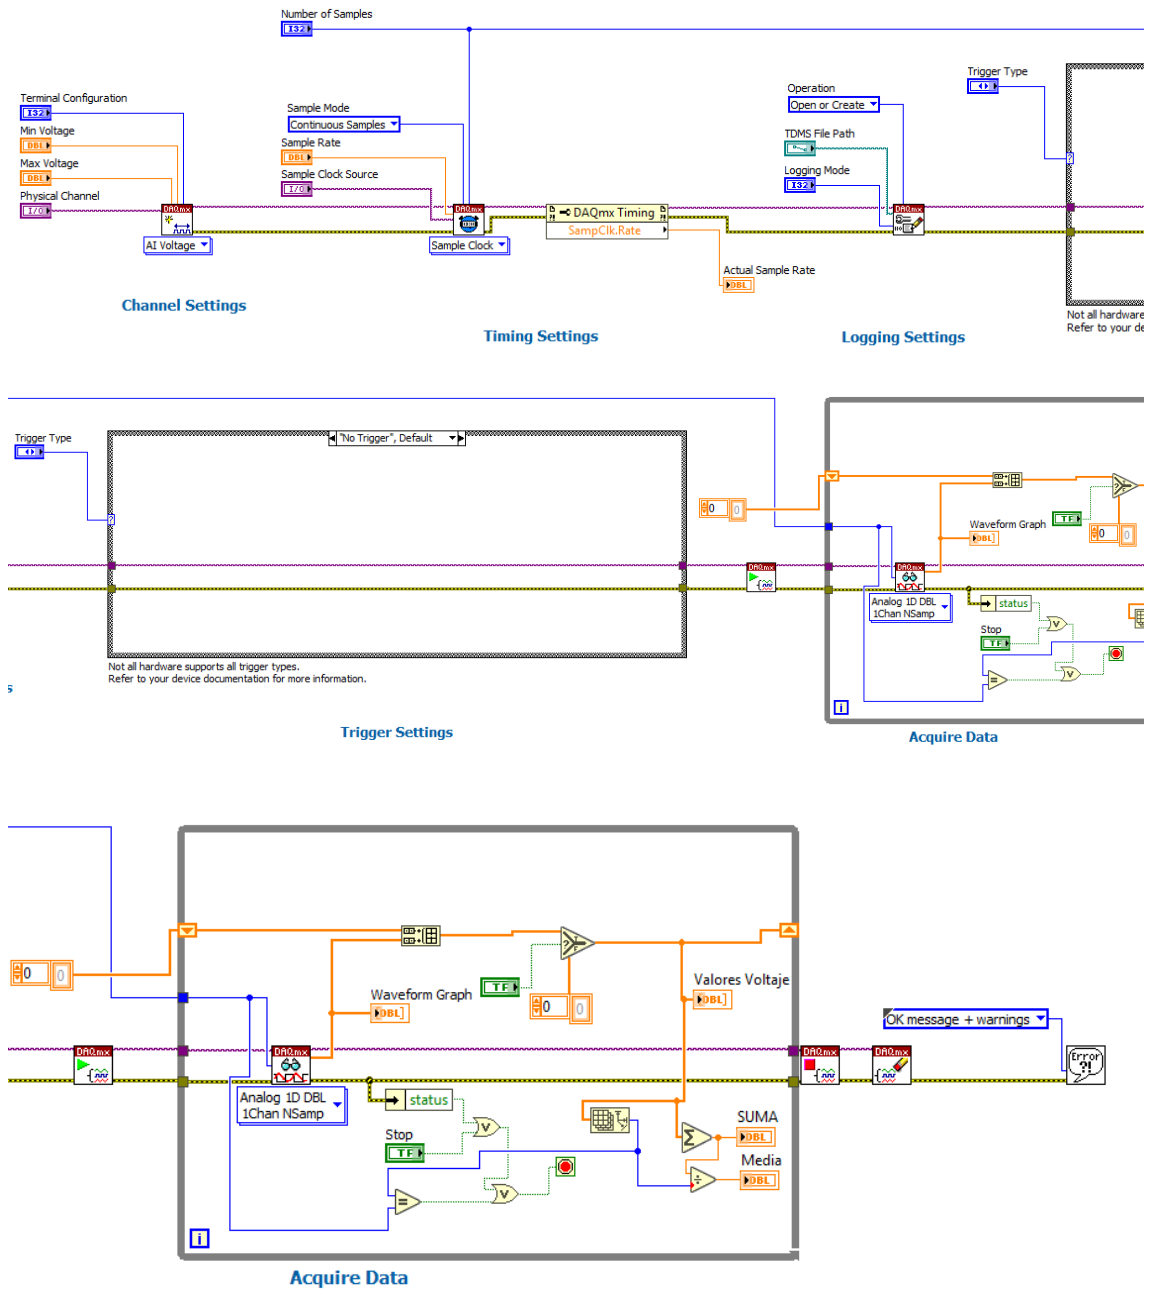 Number of Samples
I32
Terminal Configuration
I32
Min Voltage
DBL
Max Voltage
DBL
Physical Channel
I/O
DAQmx
AI Voltage
Channel Settings
Sample Mode
Continuous Samples
Sample Rate
DBL
Sample Clock Source
I/O
DAQmx
Sample Clock
DAQmx Timing
SampClk.Rate
Actual Sample Rate
DBL
Timing Settings
Operation
Open or Create
TDMS File Path
Logging Mode
I32
DAQmx
Logging Settings
Trigger Type
?
Not all hardware
Refer to your de
Trigger Type
?
"No Trigger", Default
Not all hardware supports all trigger types.
Refer to your device documentation for more information.
s
Trigger Settings
0
0
DAQmx
Waveform Graph
DBL]
TF
?
T
F
0
0
DAQmx
Analog 1D DBL
1Chan NSamp
status
Stop
TF
V
V
=
i
Acquire Data
0
0
DAQmx
Waveform Graph
DBL]
TF
?
T
F
0
0
Valores Voltaje
DBL]
DAQmx
Analog 1D DBL
1Chan NSamp
status
Stop
TF
V
V
=
i
Σ
÷
SUMA
DBL
Media
DBL
DAQmx
DAQmx
OK message + warnings
Error
?!
Acquire Data